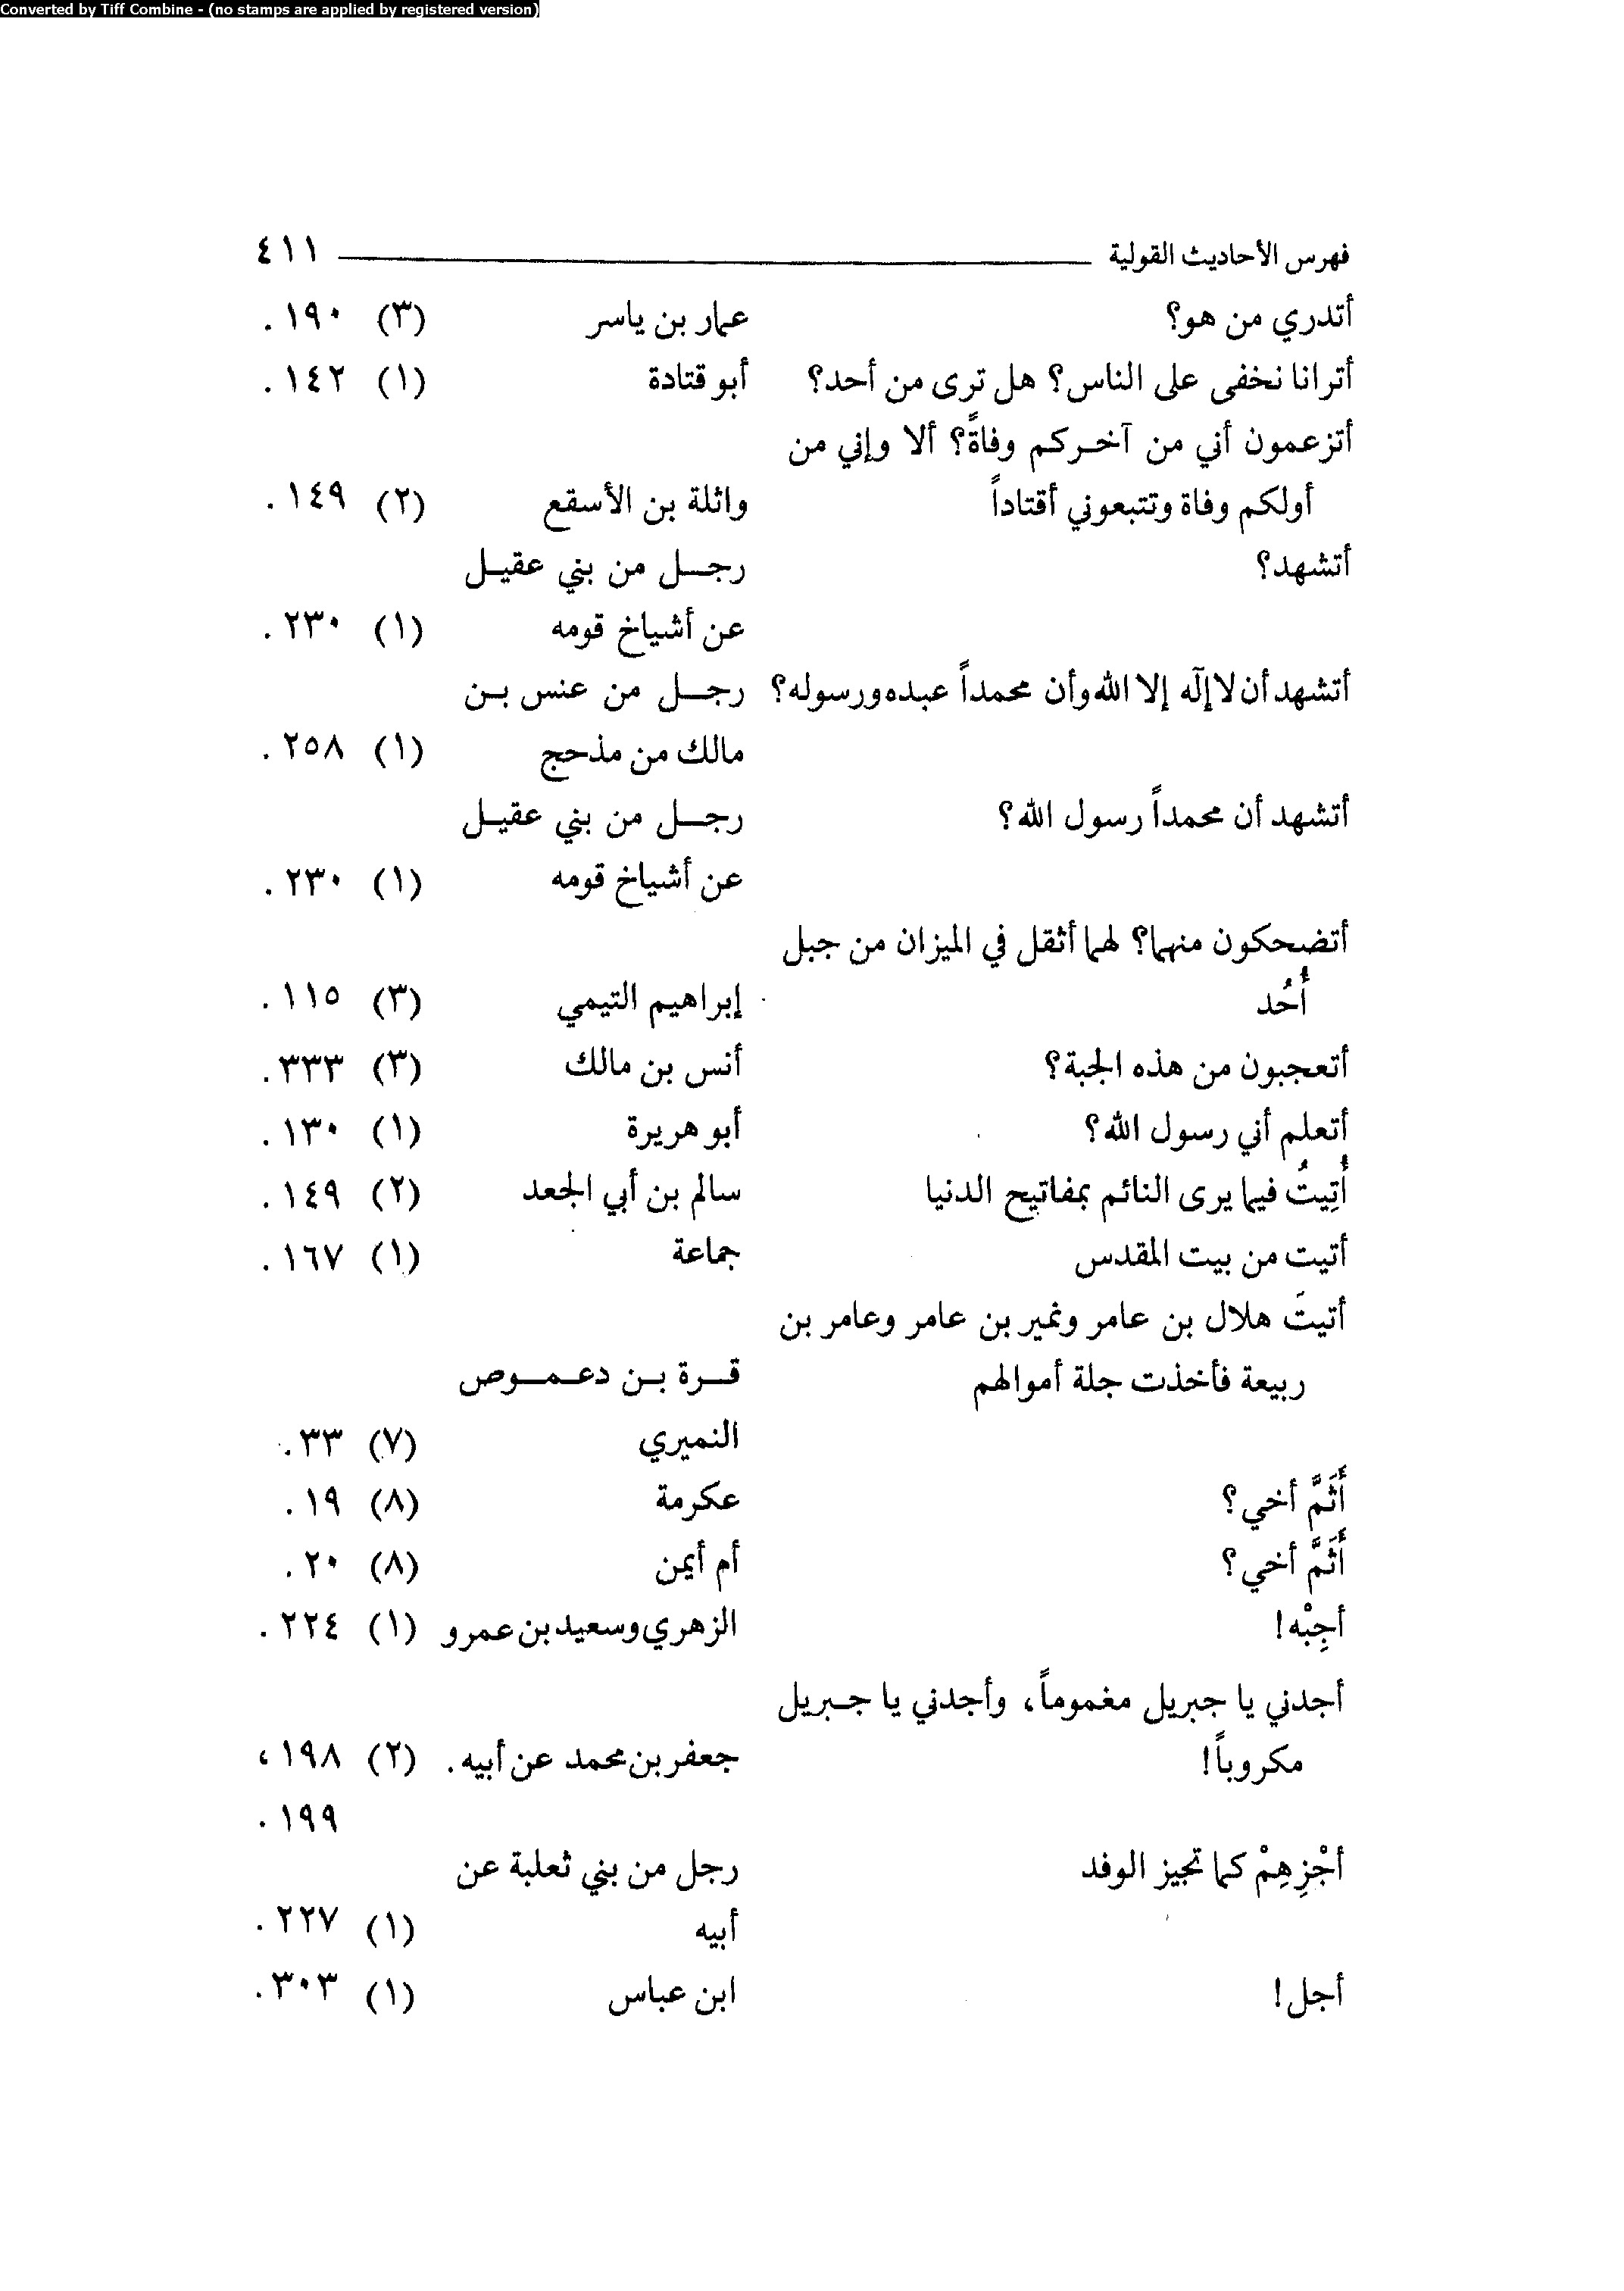 Converted by Tiff Combine - (no stamps are applied by registered version)
فهرس الأحاديث القولية ٤١١
أتدري من هو؟ عمار بن ياسر (٣) ١٩٠ .
أترانا نخفى على الناس؟ هل ترى من أحد؟ أبو قتادة (١) ١٤٢ .
أتزعمون أني من آخركم وفاةً؟ ألا وإني من
أولكم وفاة وتتبعوني أقتاداً واثلة بن الأسقع (٢) ١٤٩ .
أتشهد؟ رجل من بني عقيل
عن أشياخ قومه (١) ٢٣٠ .
أتشهد أن لا إلٓه إلا الله وأن محمداً عبده ورسوله؟ رجل من عنس بن
مالك من مذحج (١) ٢٥٨ .
أتشهد أن محمداً رسول الله؟ رجل من بني عقيل
عن أشياخ قومه (١) ٢٣٠ .
أتضحكون منهما؟ لهما أثقل في الميزان من جبل
أُحُد إبراهيم التيمي (٣) ١١٥ .
أتعجبون من هذه الجبة؟ أنس بن مالك (٣) ٣٣٣ .
أتعلم أني رسول الله؟ أبو هريرة (١) ١٣٠ .
أُتِيتُ فيما يرى النائم بمفاتيح الدنيا سالم بن أبي الجعد (٢) ١٤٩ .
أتيت من بيت المقدس جماعة (١) ١٦٧ .
أتيتَ هلال بن عامر ونمير بن عامر وعامر بن
ربيعة فأخذت جلة أموالهم قرة بن دعموص
النميري (٧) ٣٣ .
أَثَمَّ أخي؟ عكرمة (٨) ١٩ .
أَثَمَّ أخي؟ أم أيمن (٨) ٢٠ .
أجِبْه! الزهري وسعيد بن عمرو (١) ٢٢٤ .
أجدني يا جبريل مغموماً، وأجدني يا جبريل
مكروباً! جعفر بن محمد عن أبيه . (٢) ١٩٨ ،
١٩٩ .
أجْزِهِمْ كما تجيز الوفد رجل من بني ثعلبة عن
أبيه (١) ٢٢٧ .
أجل! ابن عباس (١) ٣٠٣ .